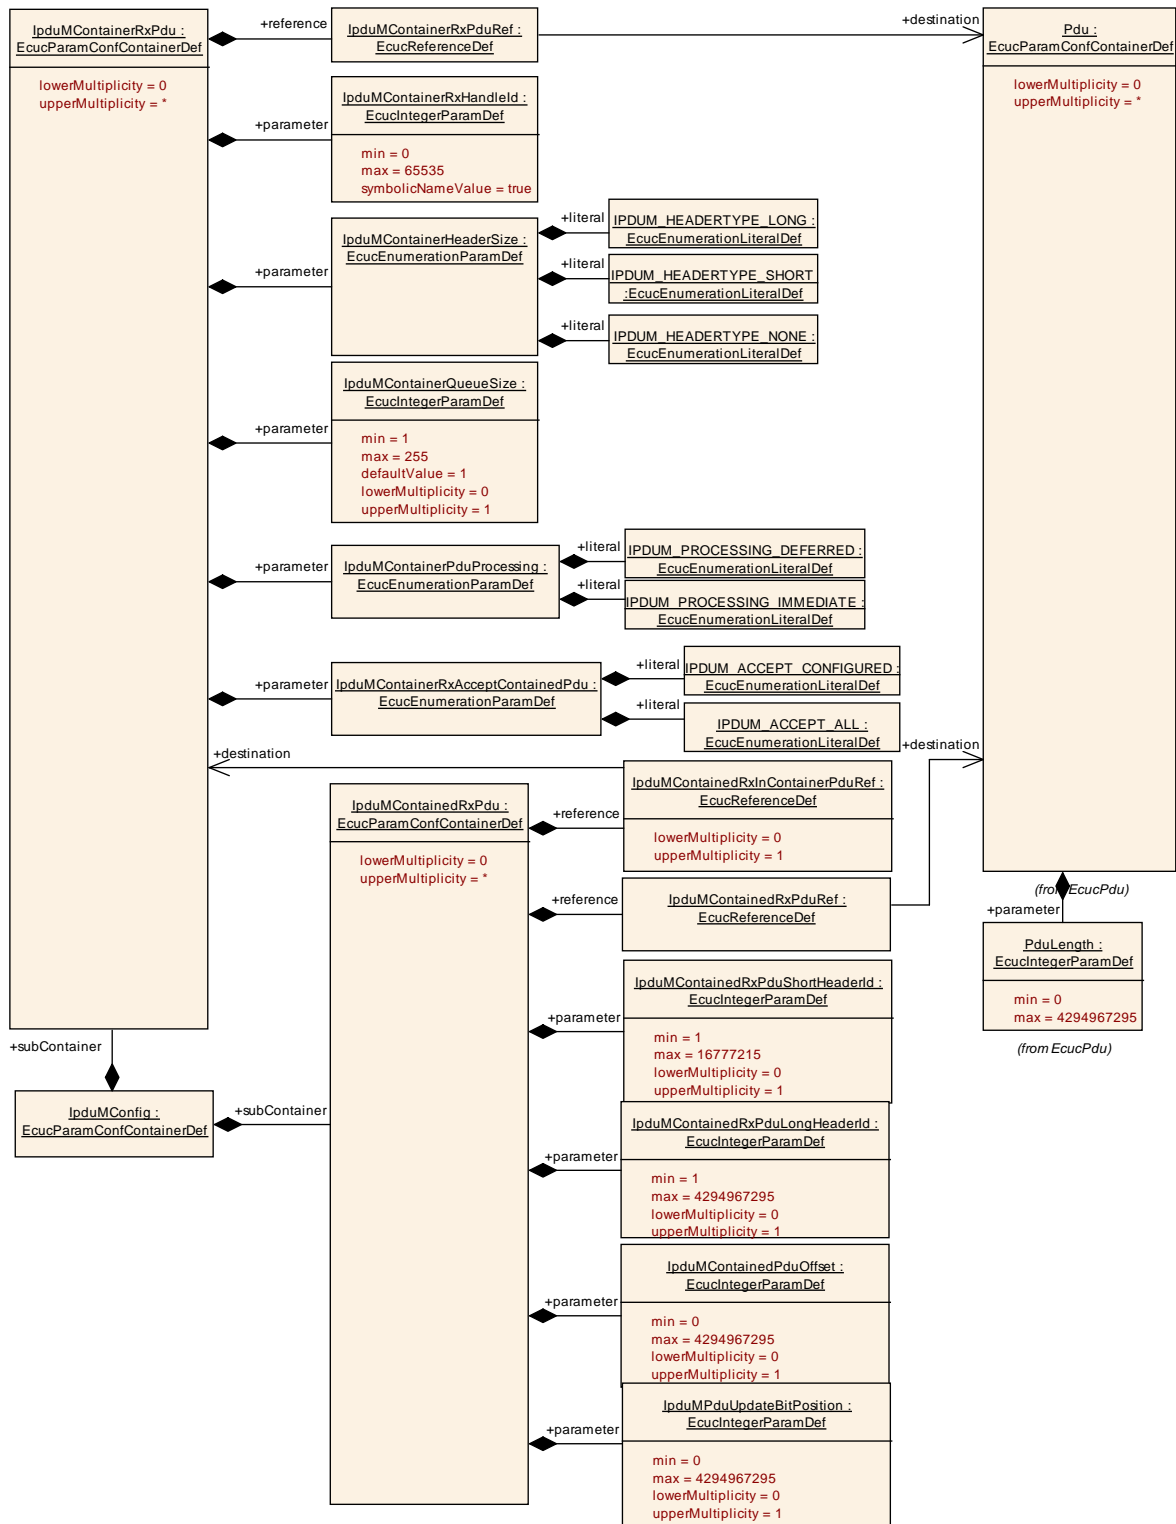 IpduMContainerRxPdu :
EcucParamConfContainerDef
lowerMultiplicity = 0
upperMultiplicity = *
+reference
IpduMContainerRxPduRef :
EcucReferenceDef
+destination
Pdu :
EcucParamConfContainerDef
lowerMultiplicity = 0
upperMultiplicity = *
+parameter
IpduMContainerRxHandleId :
EcucIntegerParamDef
min = 0
max = 65535
symbolicNameValue = true
+parameter
IpduMContainerHeaderSize :
EcucEnumerationParamDef
+literal
IPDUM_HEADERTYPE_LONG :
EcucEnumerationLiteralDef
+literal
IPDUM_HEADERTYPE_SHORT
:EcucEnumerationLiteralDef
+literal
IPDUM_HEADERTYPE_NONE :
EcucEnumerationLiteralDef
+parameter
IpduMContainerQueueSize :
EcucIntegerParamDef
min = 1
max = 255
defaultValue = 1
lowerMultiplicity = 0
upperMultiplicity = 1
+parameter
IpduMContainerPduProcessing :
EcucEnumerationParamDef
+literal
IPDUM_PROCESSING_DEFERRED :
EcucEnumerationLiteralDef
+literal
IPDUM_PROCESSING_IMMEDIATE :
EcucEnumerationLiteralDef
+parameter
IpduMContainerRxAcceptContainedPdu :
EcucEnumerationParamDef
+literal
IPDUM_ACCEPT_CONFIGURED :
EcucEnumerationLiteralDef
+literal
IPDUM_ACCEPT_ALL :
EcucEnumerationLiteralDef
+destination
+destination
IpduMContainedRxPdu :
EcucParamConfContainerDef
lowerMultiplicity = 0
upperMultiplicity = *
+reference
IpduMContainedRxInContainerPduRef :
EcucReferenceDef
lowerMultiplicity = 0
upperMultiplicity = 1
+reference
IpduMContainedRxPduRef :
EcucReferenceDef
(from EcucPdu)
+parameter
PduLength :
EcucIntegerParamDef
min = 0
max = 4294967295
(from EcucPdu)
+parameter
IpduMContainedRxPduShortHeaderId :
EcucIntegerParamDef
min = 1
max = 16777215
lowerMultiplicity = 0
upperMultiplicity = 1
+subContainer
IpduMConfig :
EcucParamConfContainerDef
+subContainer
+parameter
IpduMContainedRxPduLongHeaderId :
EcucIntegerParamDef
min = 1
max = 4294967295
lowerMultiplicity = 0
upperMultiplicity = 1
+parameter
IpduMContainedPduOffset :
EcucIntegerParamDef
min = 0
max = 4294967295
lowerMultiplicity = 0
upperMultiplicity = 1
+parameter
IpduMPduUpdateBitPosition :
EcucIntegerParamDef
min = 0
max = 4294967295
lowerMultiplicity = 0
upperMultiplicity = 1